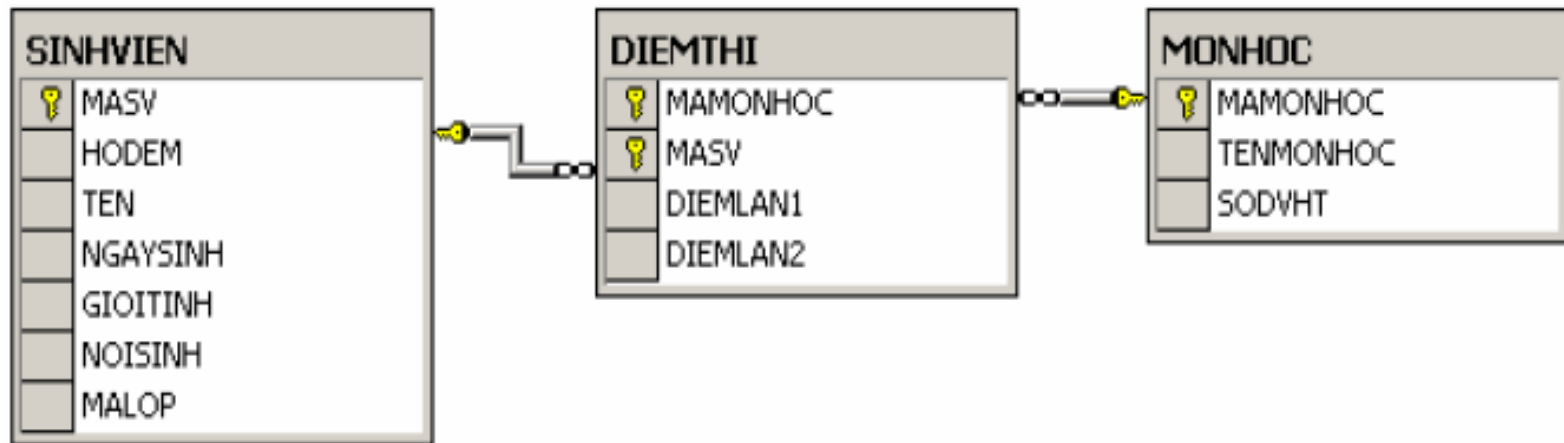 SINHVIEN
MASV
HODEM
TEN
NGAYSINH
GIOITINH
NOISINH
MALOP
DIEMTHI
MAMONHOC
MASV
DIEMLAN1
DIEMLAN2
MONHOC
MAMONHOC
TENMONHOC
SODVHT